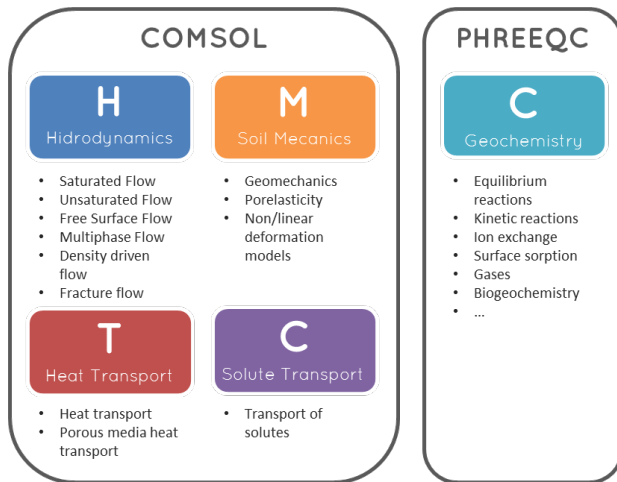 COMSOL
H
Hidrodynamics
• Saturated Flow
• Unsaturated Flow
• Free Surface Flow
• Multiphase Flow
• Density driven
flow
• Fracture flow
M
Soil Mecanics
• Geomechanics
• Porelasticity
• Non/linear
deformation
models
T
Heat Transport
• Heat transport
• Porous media heat
transport
C
Solute Transport
• Transport of
solutes
PHREEQC
C
Geochemistry
• Equilibrium
reactions
• Kinetic reactions
• Ion exchange
• Surface sorption
• Gases
• Biogeochemistry
• ...